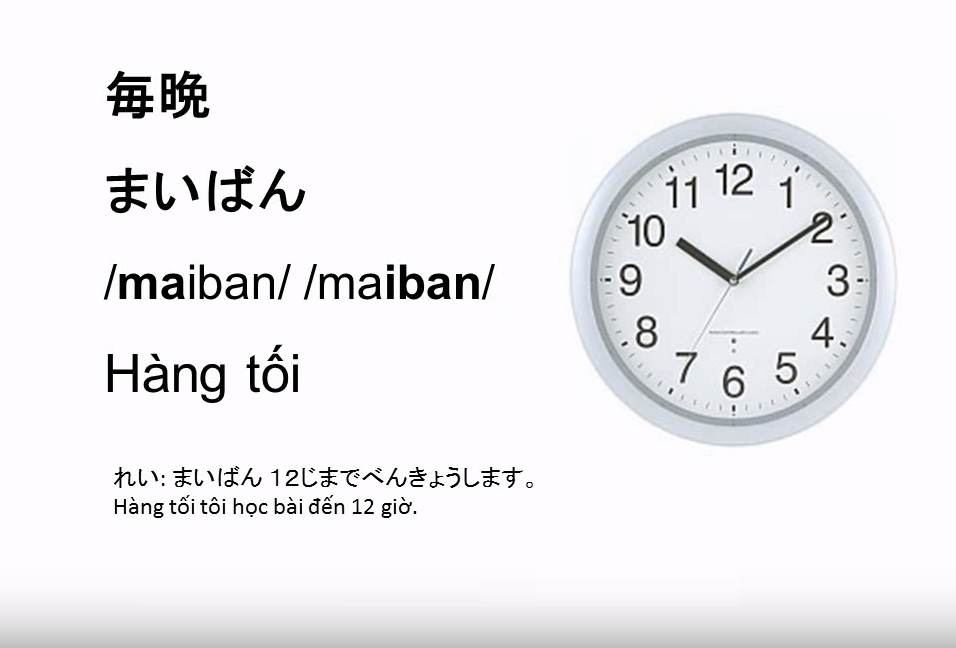 毎晩
まいばん
/maiban/ /maiban/
Hàng tối
れい: まいばん １２じまでべんきょうします。
Hàng tối tôi học bài đến 12 giờ.
12
11
1
10
2
9
3
8
4
7
5
6